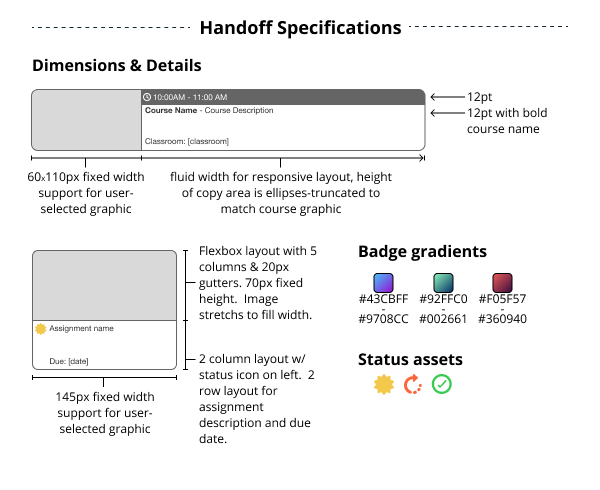 Handoff Specifications
Dimensions & Details
10:00AM - 11:00 AM
Course Name - Course Description
Classroom: [classroom]
12pt
12pt with bold
course name
60x110px fixed width
support for user-
selected graphic
fluid width for responsive layout, height
of copy area is ellipses-truncated to
match course graphic
Assignment name
Due: [date]
145px fixed width
support for user-
selected graphic
Flexbox layout with 5
columns & 20px
gutters. 70px fixed
height. Image
stretchs to fill width.
2 column layout w/
status icon on left. 2
row layout for
assignment
description and due
date.
Badge gradients
#43CBFF
-
#9708CC
#92FFC0
-
#002661
#F05F57
-
#360940
Status assets